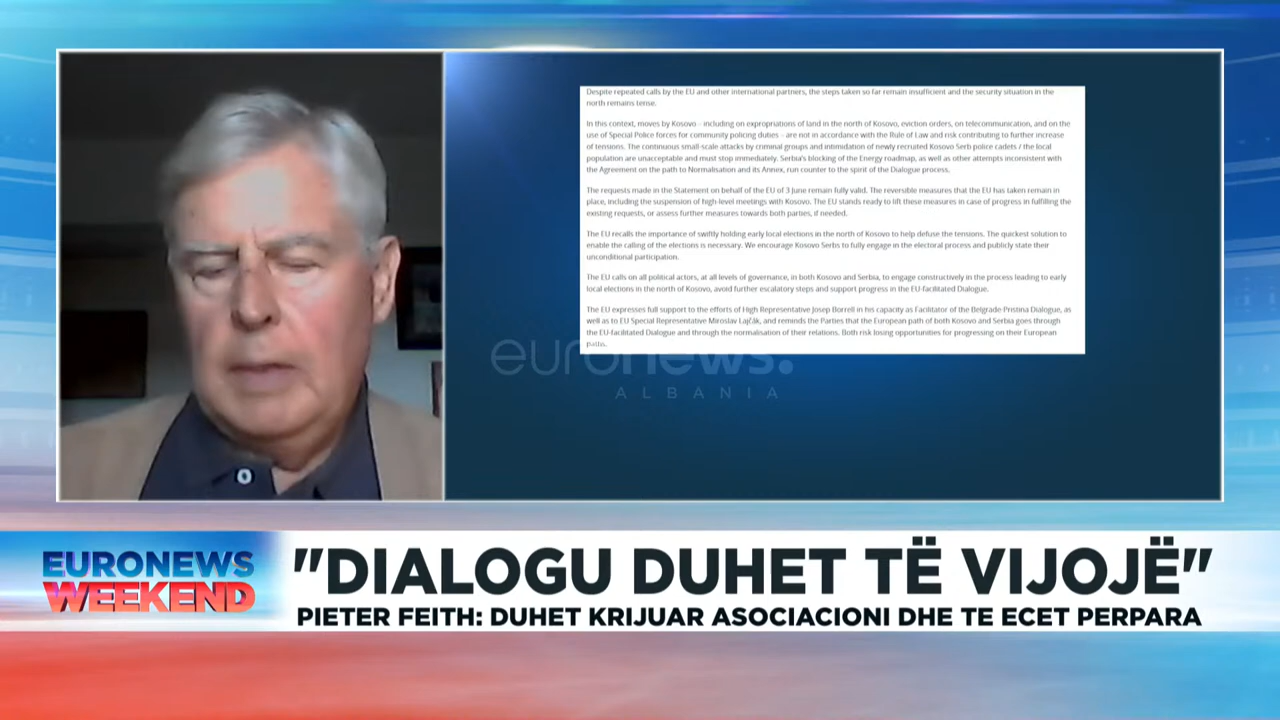 Despite repeated calls by the EU and other international partners, the steps taken so far remain insufficient and the security situation in the
north remains tense.
In this context, moves by Kosovo - including on expropriations of land in the north of Kosovo, eviction orders, on telecommunication, and on the
use of Special Police forces for community policing duties - are not in accordance with the Rule of Law and risk contributing to further increase
of tensions. The continuous small-scale attacks by criminal groups and intimidation of newly recruited Kosovo Serb police cadets / the local
population are unacceptable and must stop immediately. Serbia's blocking of the Energy roadmap, as well as other attempts inconsistent with
the Agreement on the path to Normalisation and its Annex, run counter to the spirit of the Dialogue process.
The requests made in the Statement on behalf of the EU of 3 June remain fully valid. The reversible measures that the EU has taken remain in
place, including the suspension of high-level meetings with Kosovo. The EU stands ready to lift these measures in case of progress in fulfilling the
existing requests, or assess further measures towards both parties, if needed.
The EU recalls the importance of swiftly holding early local elections in the north of Kosovo to help defuse the tensions. The quickest solution to
enable the calling of the elections is necessary. We encourage Kosovo Serbs to fully engage in the electoral process and publicly state their
unconditional participation.
The EU calls on all political actors, at all levels of governance, in both Kosovo and Serbia, to engage constructively in the process leading to early
local elections in the north of Kosovo, avoid further escalatory steps and support progress in the EU-facilitated Dialogue.
The EU expresses full support to the efforts of High Representative Josep Borrell in his capacity as Facilitator of the Belgrade-Pristina Dialogue, as
well as to EU Special Representative Miroslav Lajčák, and reminds the Parties that the European path of both Kosovo and Serbia goes through
the EU-facilitated Dialogue and through the normalisation of their relations. Both risk losing opportunities for progressing on their European
paths.
euronews.
ALBANIA
EURONEWS
WEEKEND
"DIALOGU DUHET TË VIJOJË"
PIETER FEITH: DUHET KRIJUAR ASOCIACIONI DHE TE ECET PERPARA